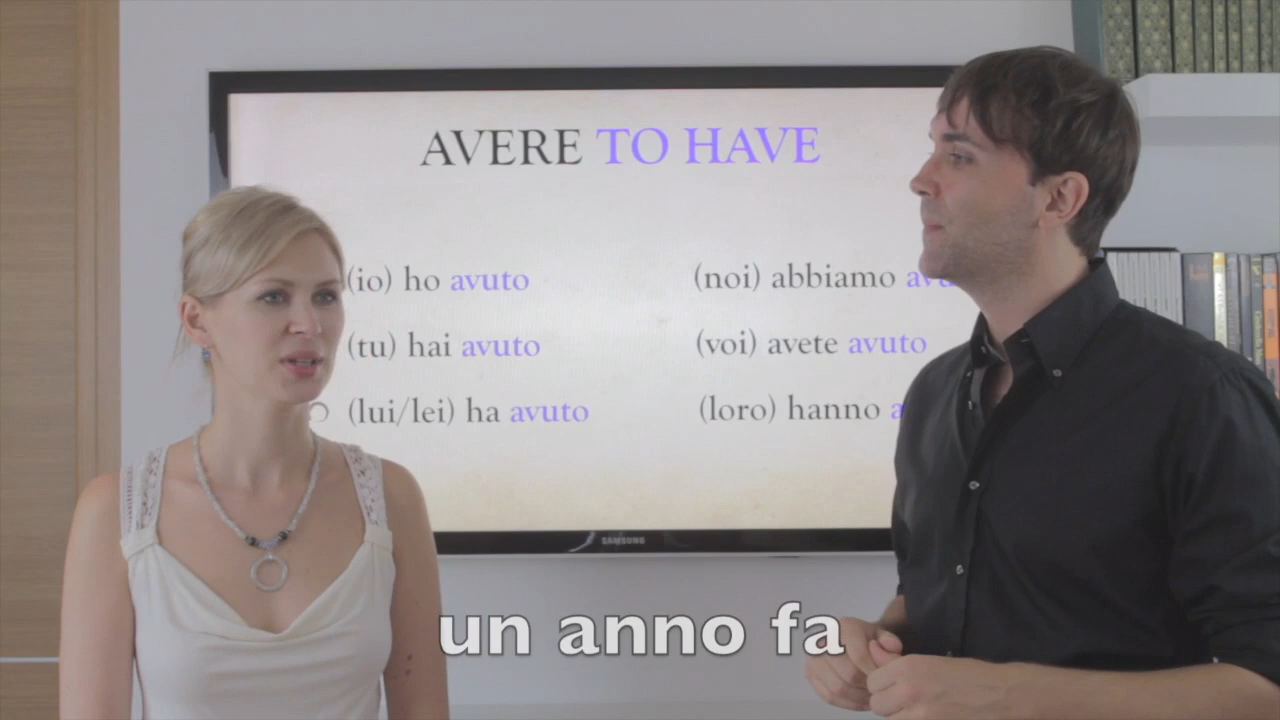 AVERE TO HAVE
(io) ho avuto
(tu) hai avuto
(lui/lei) ha avuto
(noi) abbiamo
(voi) avete avuto
(loro) hanno
SAMSUNG
un anno fa